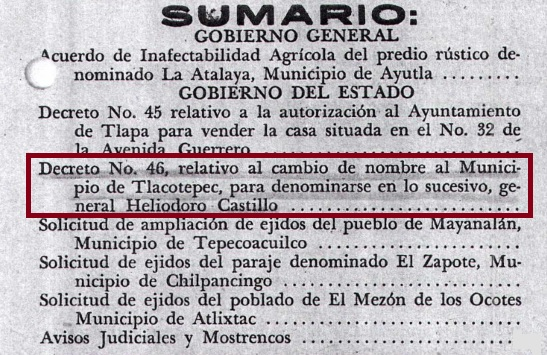 SUMARIO:
GOBIERNO GENERAL
Acuerdo de Inafectabilidad Agrícola del predio rústico de-
nominado La Atalaya, Municipio de Ayutla .........
GOBIERNO DEL ESTADO
Decreto No. 45 relativo a la autorización al Ayuntamiento
de Tlapa para vender la casa situada en el No. 32 de
la Avenida Guerrero
Decreto No. 46, relativo al cambio de nombre al Munici-
pio de Tlacotepec, para denominarse en lo sucesivo, ge-
neral Heliodoro Castillo ..............................
Solicitud de ampliación de ejidos del pueblo de Mayanalán,
Municipio de Tepecoacuilco ........................
Solicitud de ejidos del paraje denominado El Zapote, Mu-
nicipio de Chilpancingo ............................
Solicitud de ejidos del poblado de El Mezón de los Ocotes
Municipio de Atlixtac ..............................
Avisos Judiciales y Mostrencos .......................